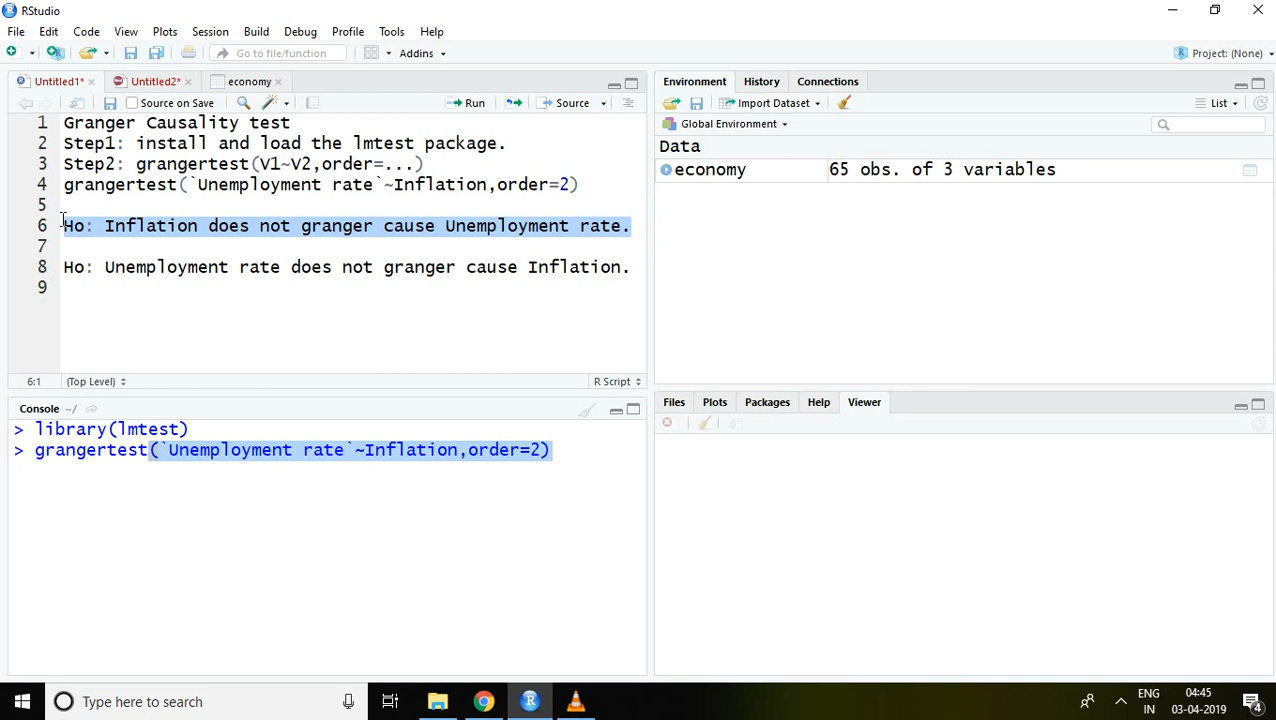 RStudio
File Edit Code View Plots Session Build Debug Profile Tools Help
Go to file/function Addins Project: (None)
Untitled1* Untitled2* economy
Source on Save Run Source
1 Granger Causality test
2 Step1: install and load the lmtest package.
3 Step2: grangertest(V1~V2,order=...)
4 grangertest(`Unemployment rate`~Inflation,order=2)
5
6 Ho: Inflation does not granger cause Unemployment rate.
7
8 Ho: Unemployment rate does not granger cause Inflation.
9
6:1 (Top Level) R Script
Console ~/
> library(lmtest)
> grangertest(`Unemployment rate`~Inflation,order=2)
Environment History Connections
Import Dataset List
Global Environment
Data
economy 65 obs. of 3 variables
Files Plots Packages Help Viewer
Type here to search
ENG
IN
04:45
03-04-2019
4